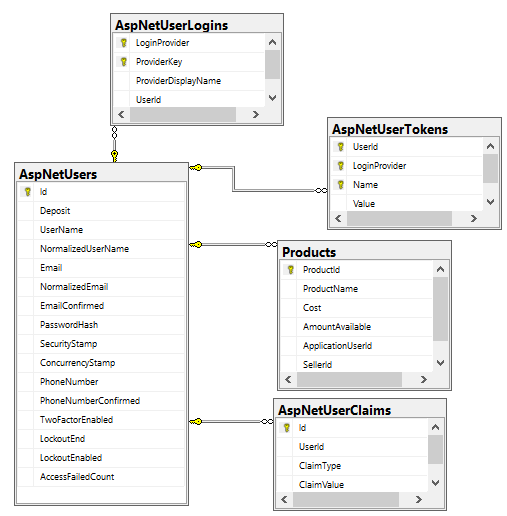 AspNetUserLogins
LoginProvider
ProviderKey
ProviderDisplayName
UserId
AspNetUserTokens
UserId
LoginProvider
Name
Value
AspNetUsers
Id
Deposit
UserName
NormalizedUserName
Email
NormalizedEmail
EmailConfirmed
PasswordHash
SecurityStamp
ConcurrencyStamp
PhoneNumber
PhoneNumberConfirmed
TwoFactorEnabled
LockoutEnd
LockoutEnabled
AccessFailedCount
Products
ProductId
ProductName
Cost
AmountAvailable
ApplicationUserId
SellerId
AspNetUserClaims
Id
UserId
ClaimType
ClaimValue